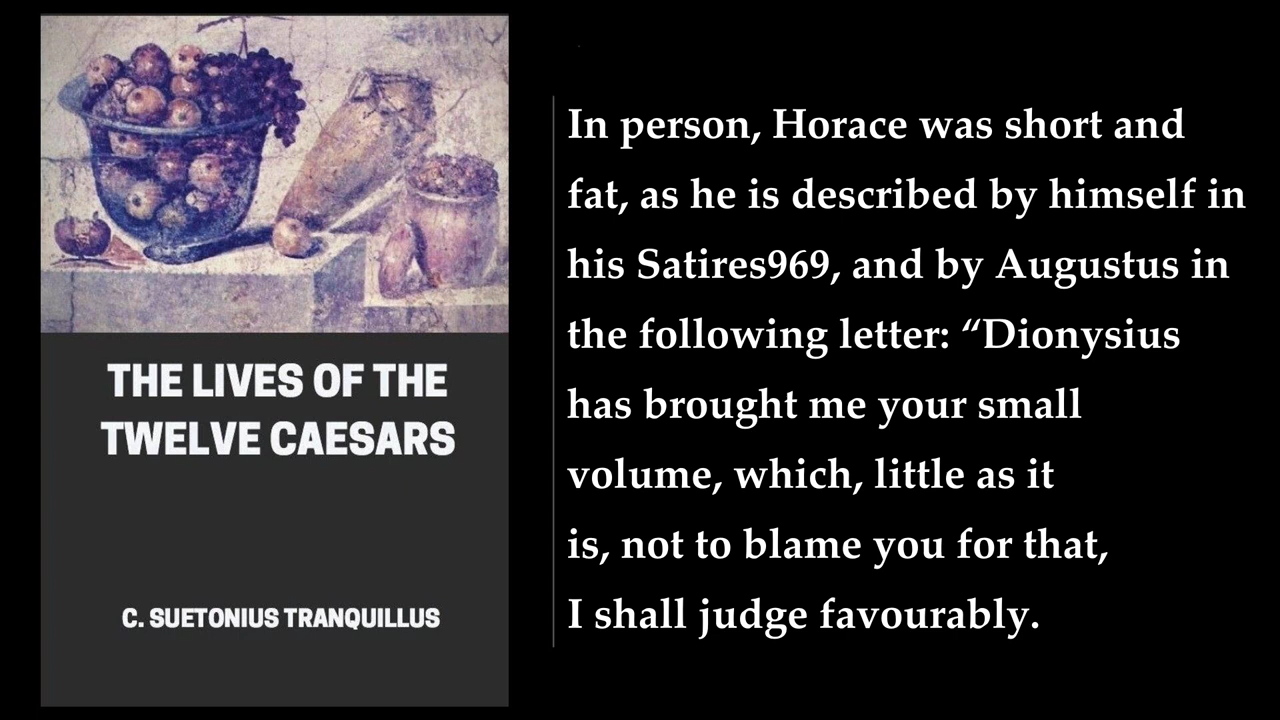 THE LIVES OF THE
TWELVE CAESARS
C. SUETONIUS TRANQUILLUS
In person, Horace was short and
fat, as he is described by himself in
his Satires969, and by Augustus in
the following letter: “Dionysius
has brought me your small
volume, which, little as it
is, not to blame you for that,
I shall judge favourably.